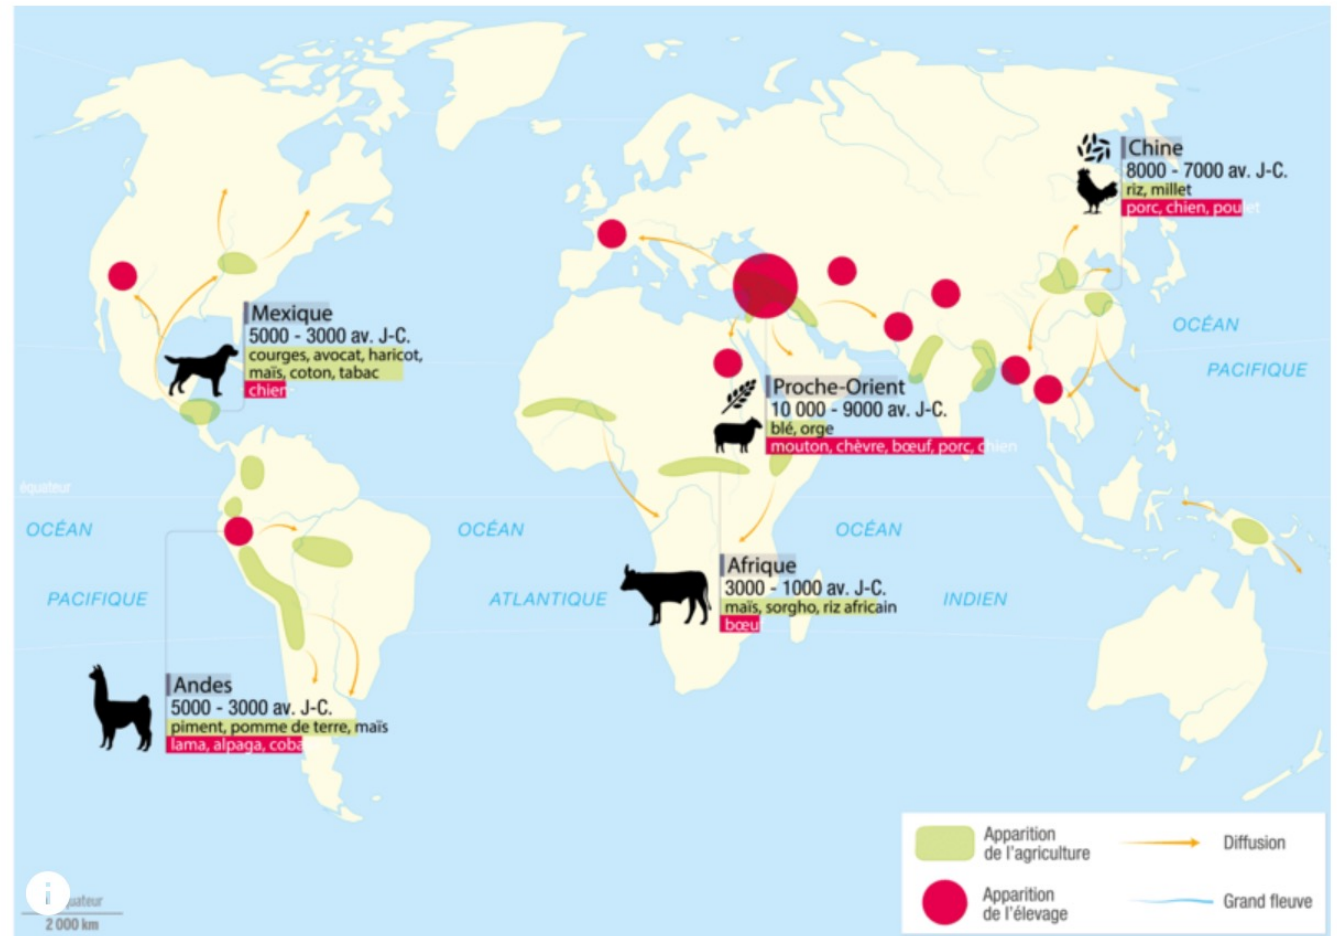 Chine
8000 - 7000 av. J-C.
riz, millet
porc, chien, poulet
Mexique
5000 - 3000 av. J-C.
courges, avocat, haricot,
maïs, coton, tabac
chien
OCÉAN
PACIFIQUE
Proche-Orient
10 000 - 9000 av. J-C.
blé, orge
mouton, chèvre, bœuf, porc, chien
équateur
OCÉAN
PACIFIQUE
OCÉAN
ATLANTIQUE
OCÉAN
INDIEN
Afrique
3000 - 1000 av. J-C.
maïs, sorgho, riz africain
bœuf
Andes
5000 - 3000 av. J-C.
piment, pomme de terre, maïs
lama, alpaga, coba
Apparition
de l'agriculture
Diffusion
Apparition
de l'élevage
Grand fleuve
i
2 000 km